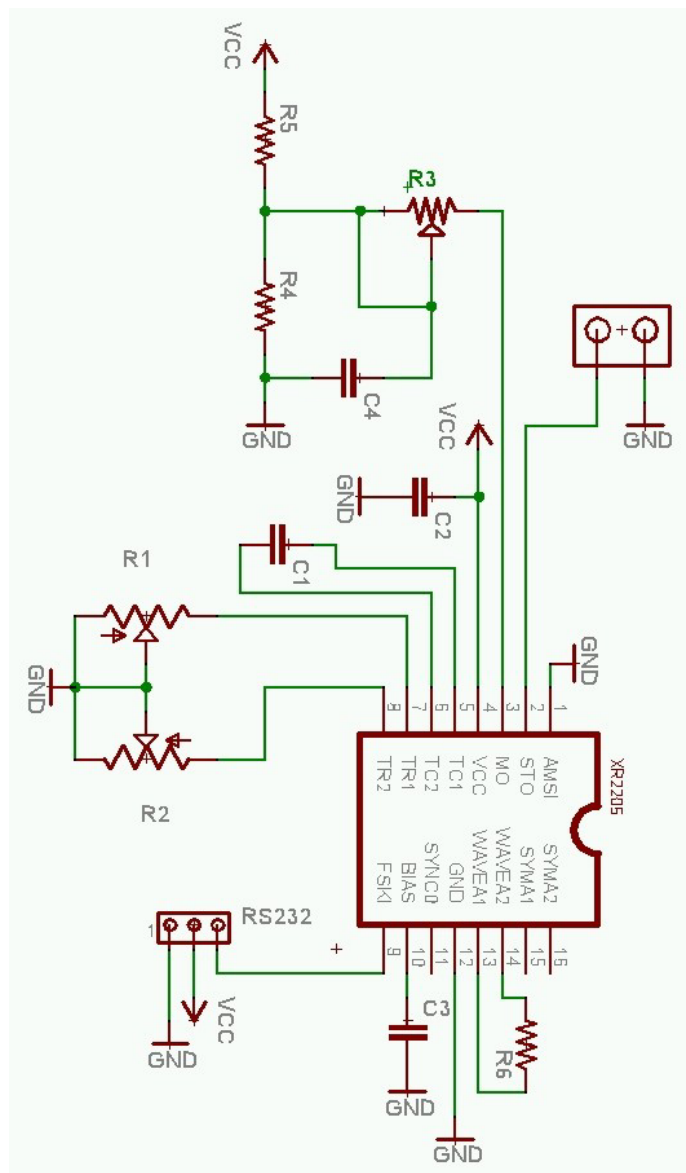 VCC
R5
R3
R4
C4
GND
VCC
GND
GND
C2
C1
R1
GND
GND
R2
8
7
6
5
4
3
2
1
XR2206
TR2
TR1
TC2
TC1
VCC
MO
STO
AMSI
FSKI
BIAS
SYNCO
GND
WAVEA1
WAVEA2
SYMA1
SYMA2
9
10
11
12
13
14
15
16
RS232
1
VCC
GND
C3
GND
R6
GND